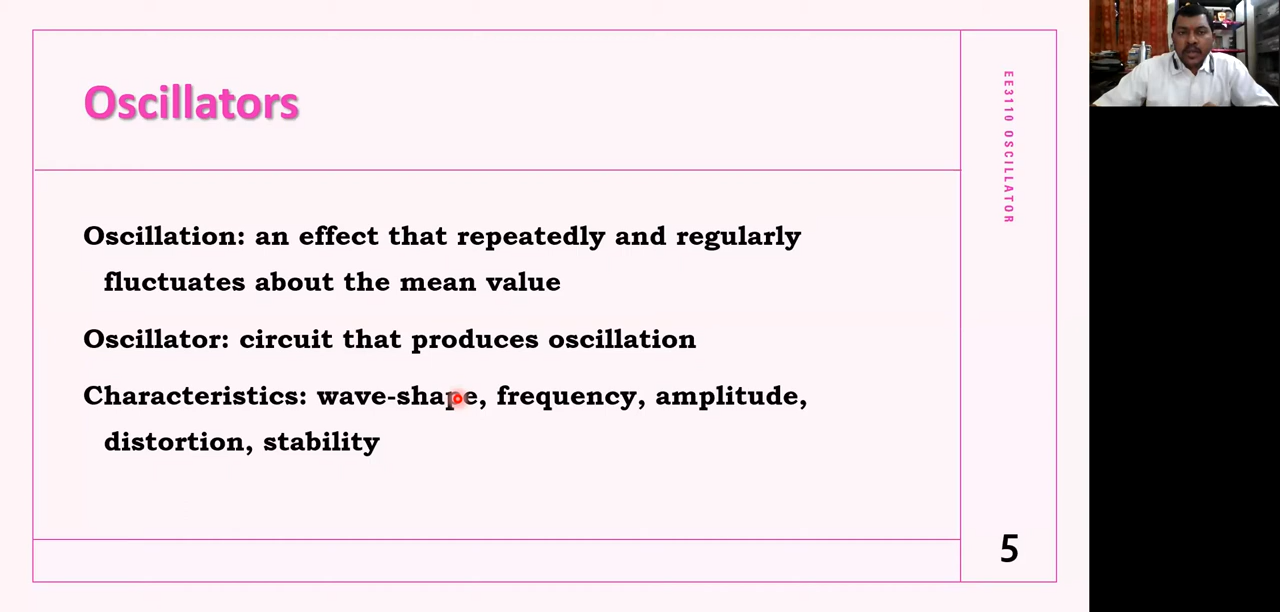 Oscillators
EE3110 OSCILLATOR
Oscillation: an effect that repeatedly and regularly
fluctuates about the mean value
Oscillator: circuit that produces oscillation
Characteristics: wave-shape, frequency, amplitude,
distortion, stability
5